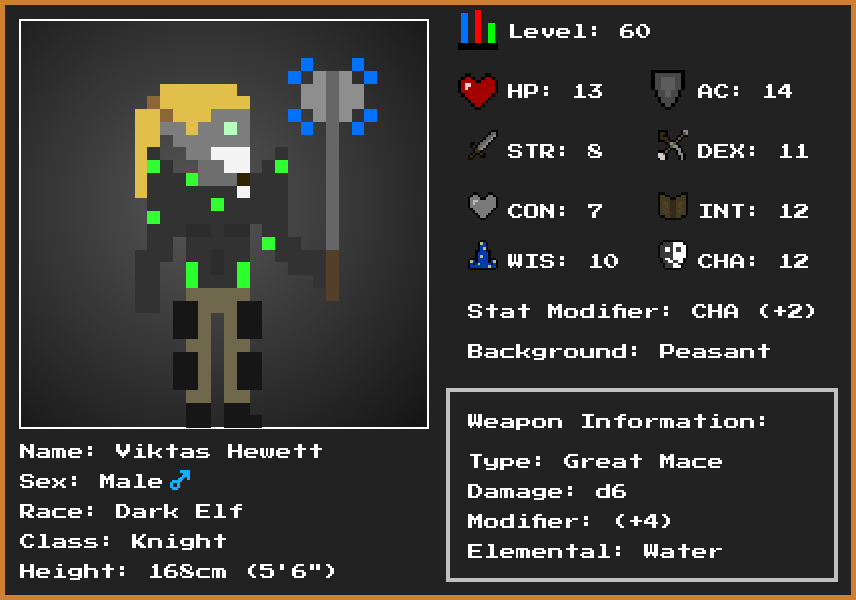 Level: 60
HP: 13
AC: 14
STR: 8
DEX: 11
CON: 7
INT: 12
WIS: 10
CHA: 12
Stat Modifier: CHA (+2)
Background: Peasant
Weapon Information:
Type: Great Mace
Damage: d6
Modifier: (+4)
Elemental: Water
Name: Viktas Hewett
Sex: Male ♂
Race: Dark Elf
Class: Knight
Height: 168cm (5'6")